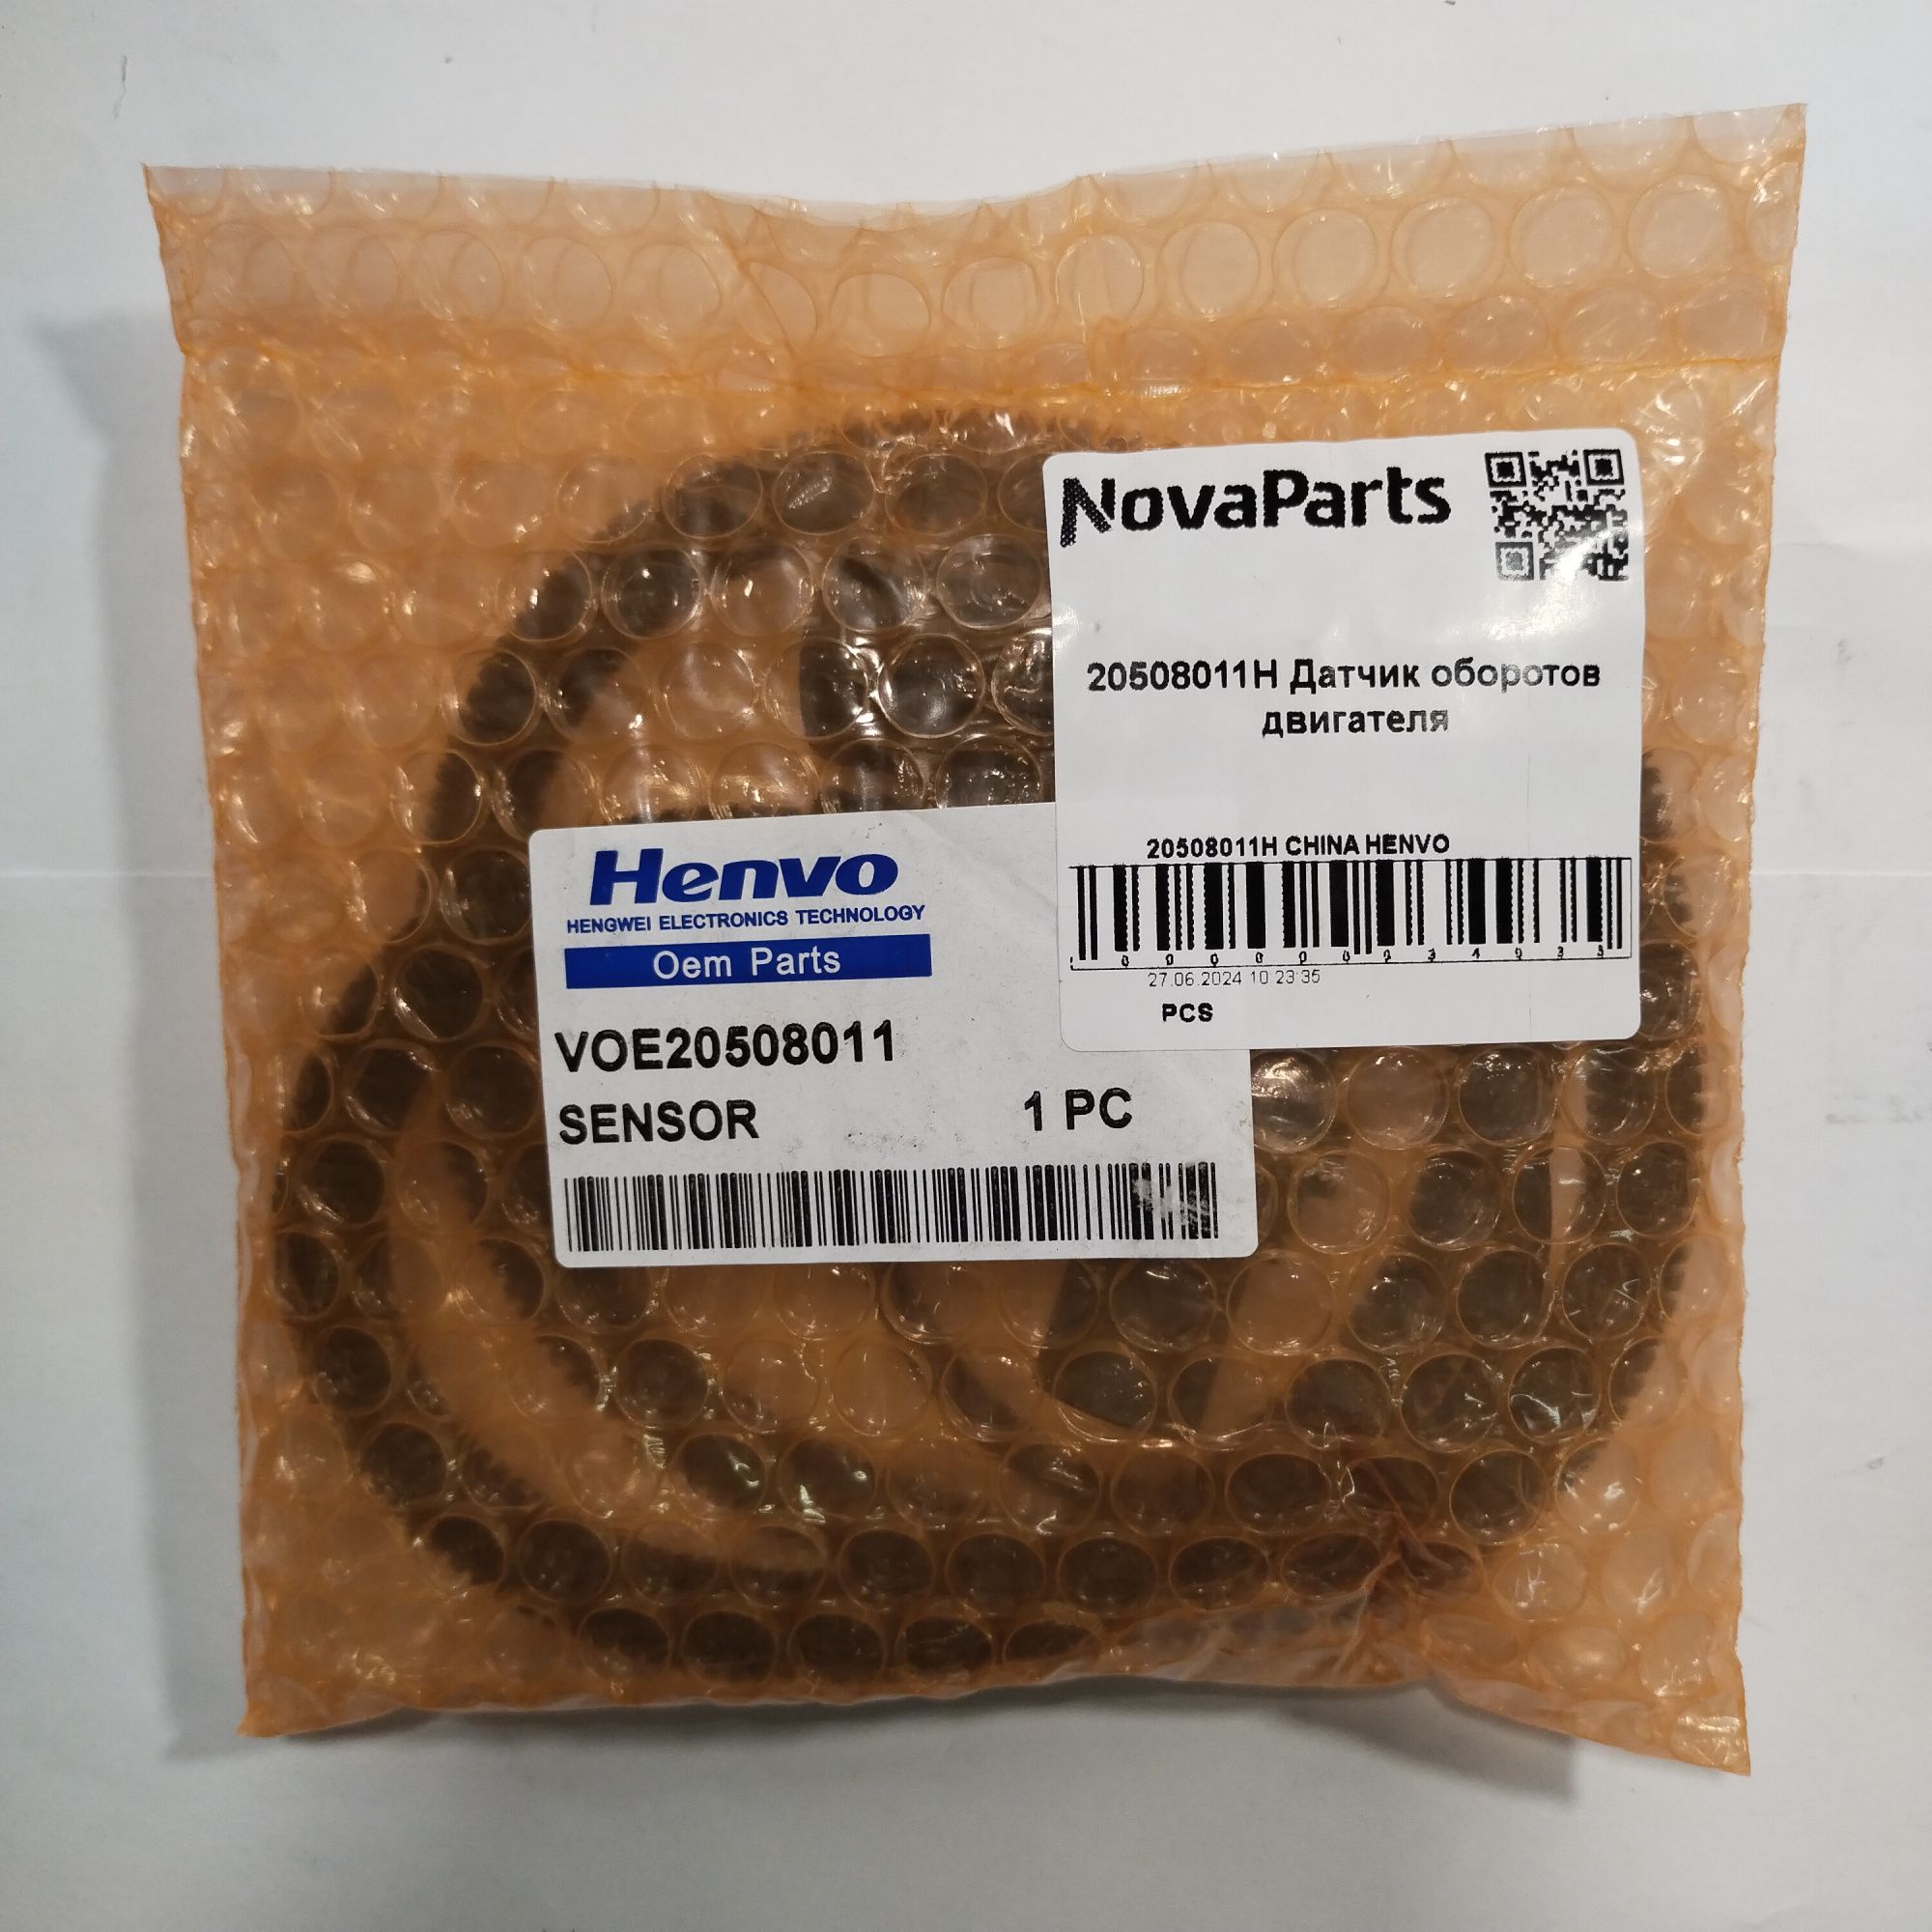 NovaParts
20508011H Датчик оборотов
двигателя
20508011H CHINA HENVO
27.06.2024 10 23 35
PCS
Henvo
HENGWEI ELECTRONICS TECHNOLOGY
Oem Parts
VOE20508011
SENSOR 1 PC